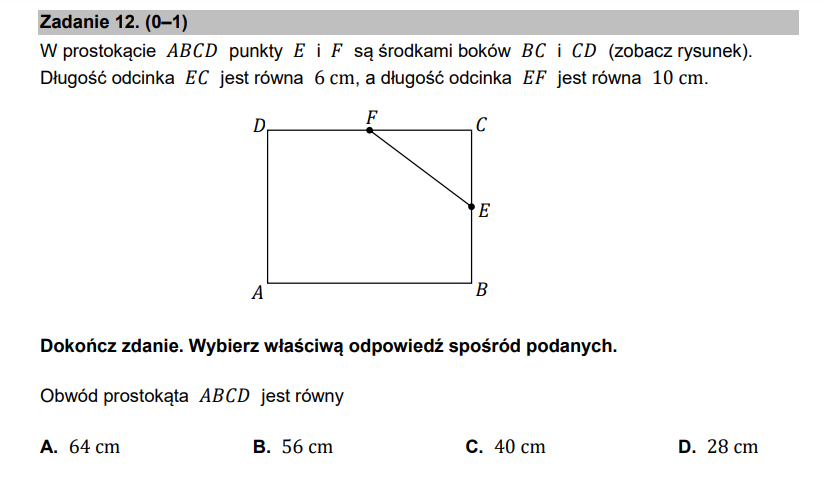 Zadanie 12. (0–1)
W prostokącie ABCD punkty E i F są środkami boków BC i CD (zobacz rysunek).
Długość odcinka EC jest równa 6 cm, a długość odcinka EF jest równa 10 cm.
D F C
E
A B
Dokończ zdanie. Wybierz właściwą odpowiedź spośród podanych.
Obwód prostokąta ABCD jest równy
A. 64 cm B. 56 cm C. 40 cm D. 28 cm